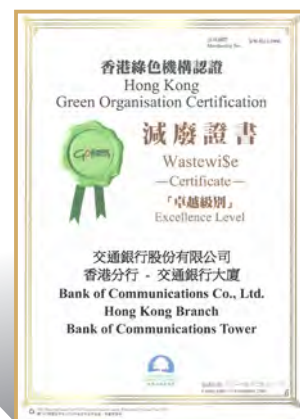 香港綠色機構認證
Hong Kong
Green Organisation Certification
減廢證書
Wastewi$e
—Certificate—
「卓越級別」
Excellence Level
交通銀行股份有限公司
香港分行 - 交通銀行大廈
Bank of Communications Co., Ltd.
Hong Kong Branch
Bank of Communications Tower